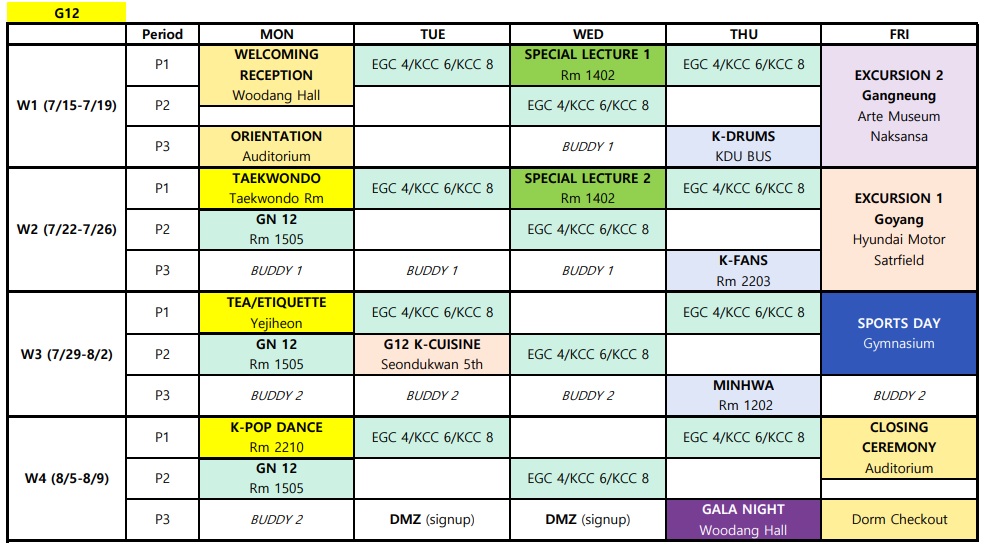 G12
Period MON TUE WED THU FRI
W1 (7/15-7/19)
P1
WELCOMING
RECEPTION
Woodang Hall
EGC 4/KCC 6/KCC 8
SPECIAL LECTURE 1
Rm 1402
EGC 4/KCC 6/KCC 8
EXCURSION 2
Gangneung
Arte Museum
Naksansa
P2
EGC 4/KCC 6/KCC 8
P3
ORIENTATION
Auditorium
BUDDY 1
K-DRUMS
KDU BUS
W2 (7/22-7/26)
P1
TAEKWONDO
Taekwondo Rm
EGC 4/KCC 6/KCC 8
SPECIAL LECTURE 2
Rm 1402
EGC 4/KCC 6/KCC 8
EXCURSION 1
Goyang
Hyundai Motor
Satrfield
P2
GN 12
Rm 1505
EGC 4/KCC 6/KCC 8
P3
BUDDY 1
BUDDY 1
BUDDY 1
K-FANS
Rm 2203
W3 (7/29-8/2)
P1
TEA/ETIQUETTE
Yejiheon
EGC 4/KCC 6/KCC 8
EGC 4/KCC 6/KCC 8
SPORTS DAY
Gymnasium
P2
GN 12
Rm 1505
G12 K-CUISINE
Seondukwan 5th
EGC 4/KCC 6/KCC 8
P3
BUDDY 2
BUDDY 2
BUDDY 2
MINHWA
Rm 1202
BUDDY 2
W4 (8/5-8/9)
P1
K-POP DANCE
Rm 2210
EGC 4/KCC 6/KCC 8
EGC 4/KCC 6/KCC 8
CLOSING
CEREMONY
Auditorium
P2
GN 12
Rm 1505
EGC 4/KCC 6/KCC 8
P3
BUDDY 2
DMZ (signup)
DMZ (signup)
GALA NIGHT
Woodang Hall
Dorm Checkout